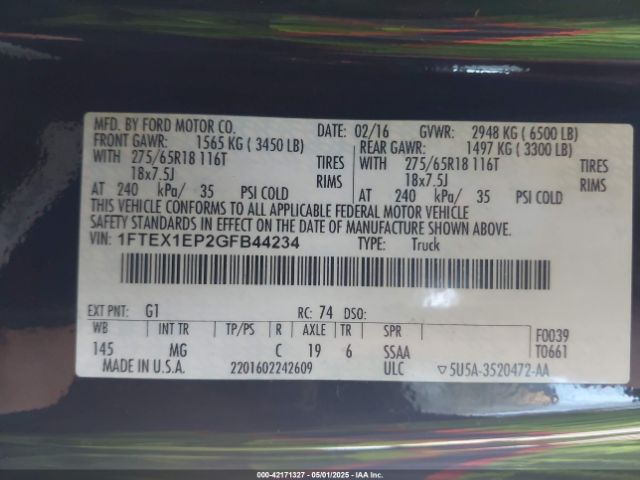 MFD. BY FORD MOTOR CO. DATE: 02/16 GVWR: 2948 KG ( 6500 LB)
FRONT GAWR: 1565 KG ( 3450 LB) REAR GAWR: 1497 KG ( 3300 LB)
WITH 275/65R18 116T TIRES WITH 275/65R18 116T TIRES
18x7.5J RIMS 18x7.5J RIMS
AT 240 kPa/ 35 PSI COLD AT 240 kPa/ 35 PSI COLD
THIS VEHICLE CONFORMS TO ALL APPLICABLE FEDERAL MOTOR VEHICLE
SAFETY STANDARDS IN EFFECT ON THE DATE OF MANUFACTURE SHOWN ABOVE.
VIN: 1FTEX1EP2GFB44234 TYPE: Truck
EXT PNT: G1 RC: 74 DSO:
WB INT TR TP/PS R AXLE TR SPR F0039
145 MG C 19 6 SSAA T0661
MADE IN U.S.A. 2201602242609 ULC ▽5U5A-3520472-AA
000-42171327 - 05/01/2025 - IAA Inc.